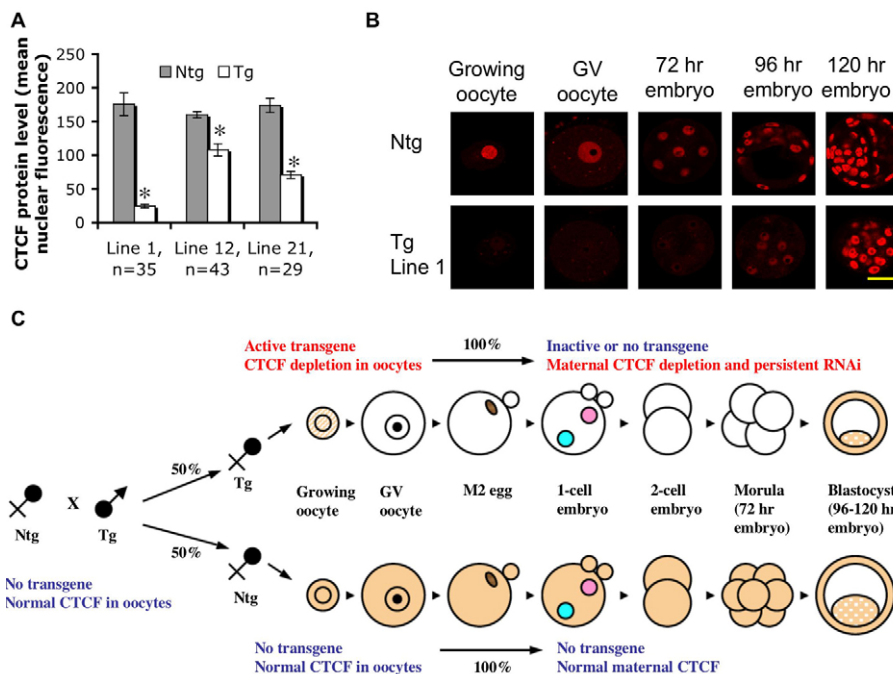 A
CTCF protein level (mean
nuclear fluorescence)
250
200
150
100
50
0
Ntg
Tg
*
*
*
Line 1,
n=35
Line 12,
n=43
Line 21,
n=29
B
Growing
oocyte
GV
oocyte
72 hr
embryo
96 hr
embryo
120 hr
embryo
Ntg
Tg
Line 1
C
Active transgene
CTCF depletion in oocytes
100%
Inactive or no transgene
Maternal CTCF depletion and persistent RNAi
50%
Tg
Ntg
X
Tg
50%
Ntg
No transgene
Normal CTCF in oocytes
Growing
oocyte
GV
oocyte
M2 egg
1-cell
embryo
2-cell
embryo
Morula
(72 hr
embryo)
Blastocyst
(96-120 hr
embryo)
No transgene
Normal CTCF in oocytes
100%
No transgene
Normal maternal CTCF